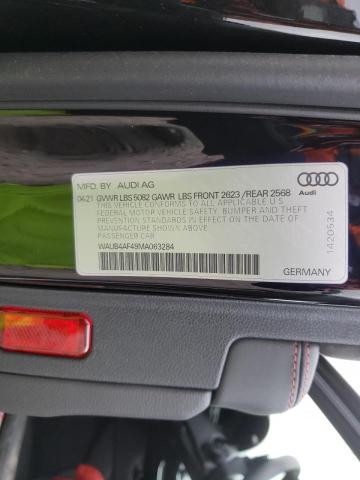 MFD. BY AUDI AG
04.21 GVWR LBS 5082 GAWR LBS FRONT 2623 /REAR 2568
THIS VEHICLE CONFORMS TO ALL APPLICABLE U S
FEDERAL MOTOR VEHICLE SAFETY, BUMPER AND THEFT
PREVENTION STANDARDS IN EFFECT ON THE DATE OF
MANUFACTURE SHOWN ABOVE
PASSENGER CAR
WAUB4AF49MA063284
Audi
1420534
GERMANY